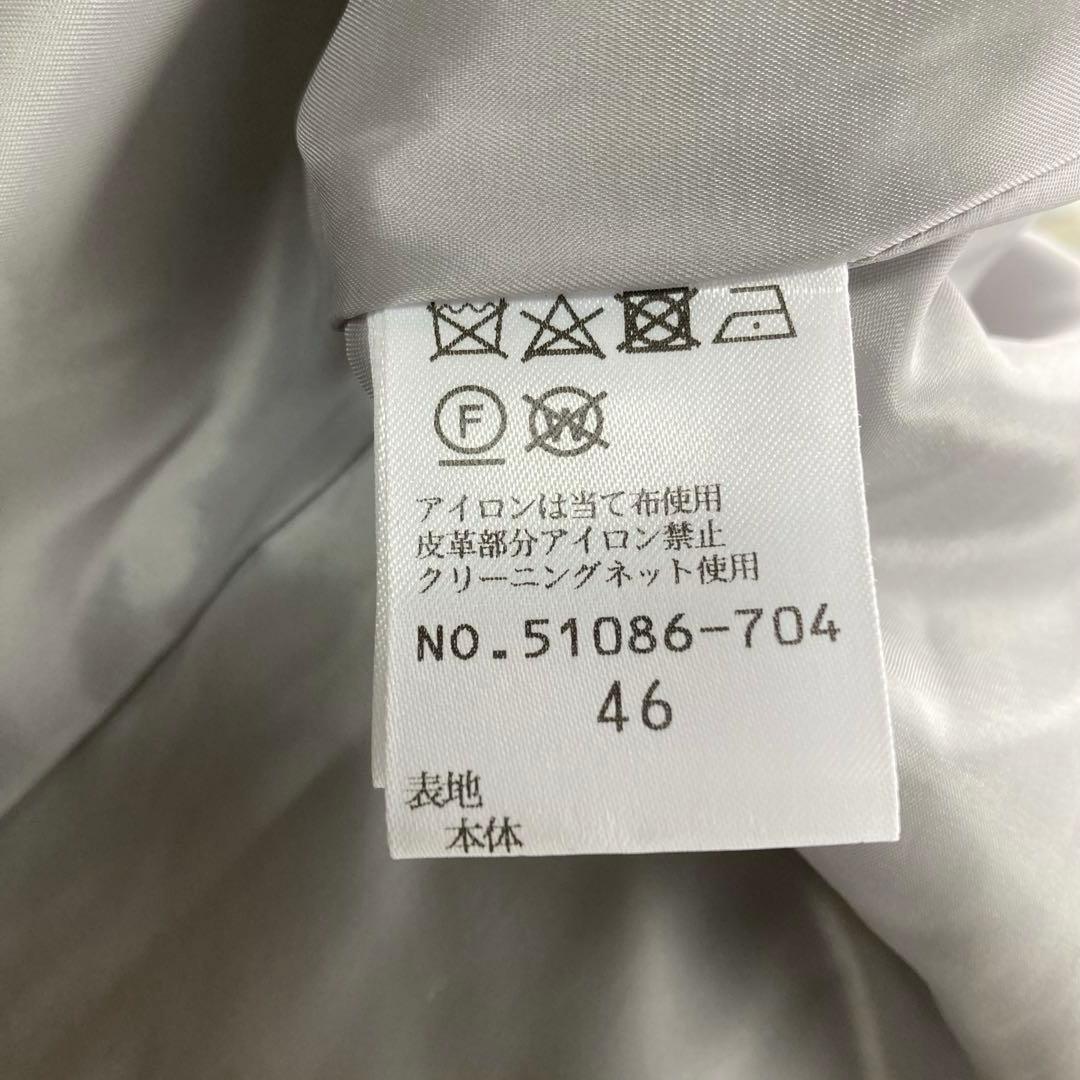 F W
アイロンは当て布使用
皮革部分アイロン禁止
クリーニングネット使用
NO.51086-704
46
表地
本体